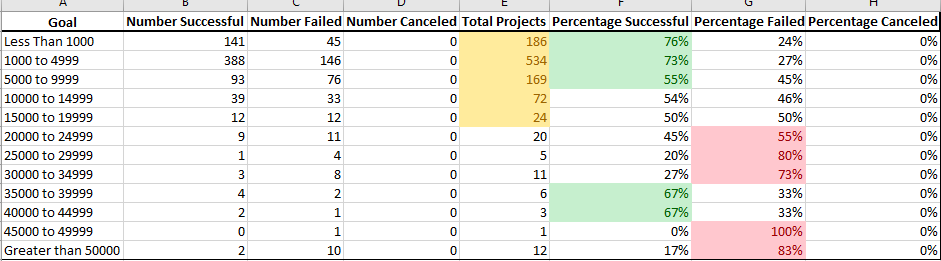 A B C D E F G H
Goal Number Successful Number Failed Number Canceled Total Projects Percentage Successful Percentage Failed Percentage Canceled
Less Than 1000 141 45 0 186 76% 24% 0%
1000 to 4999 388 146 0 534 73% 27% 0%
5000 to 9999 93 76 0 169 55% 45% 0%
10000 to 14999 39 33 0 72 54% 46% 0%
15000 to 19999 12 12 0 24 50% 50% 0%
20000 to 24999 9 11 0 20 45% 55% 0%
25000 to 29999 1 4 0 5 20% 80% 0%
30000 to 34999 3 8 0 11 27% 73% 0%
35000 to 39999 4 2 0 6 67% 33% 0%
40000 to 44999 2 1 0 3 67% 33% 0%
45000 to 49999 0 1 0 1 0% 100% 0%
Greater than 50000 2 10 0 12 17% 83% 0%